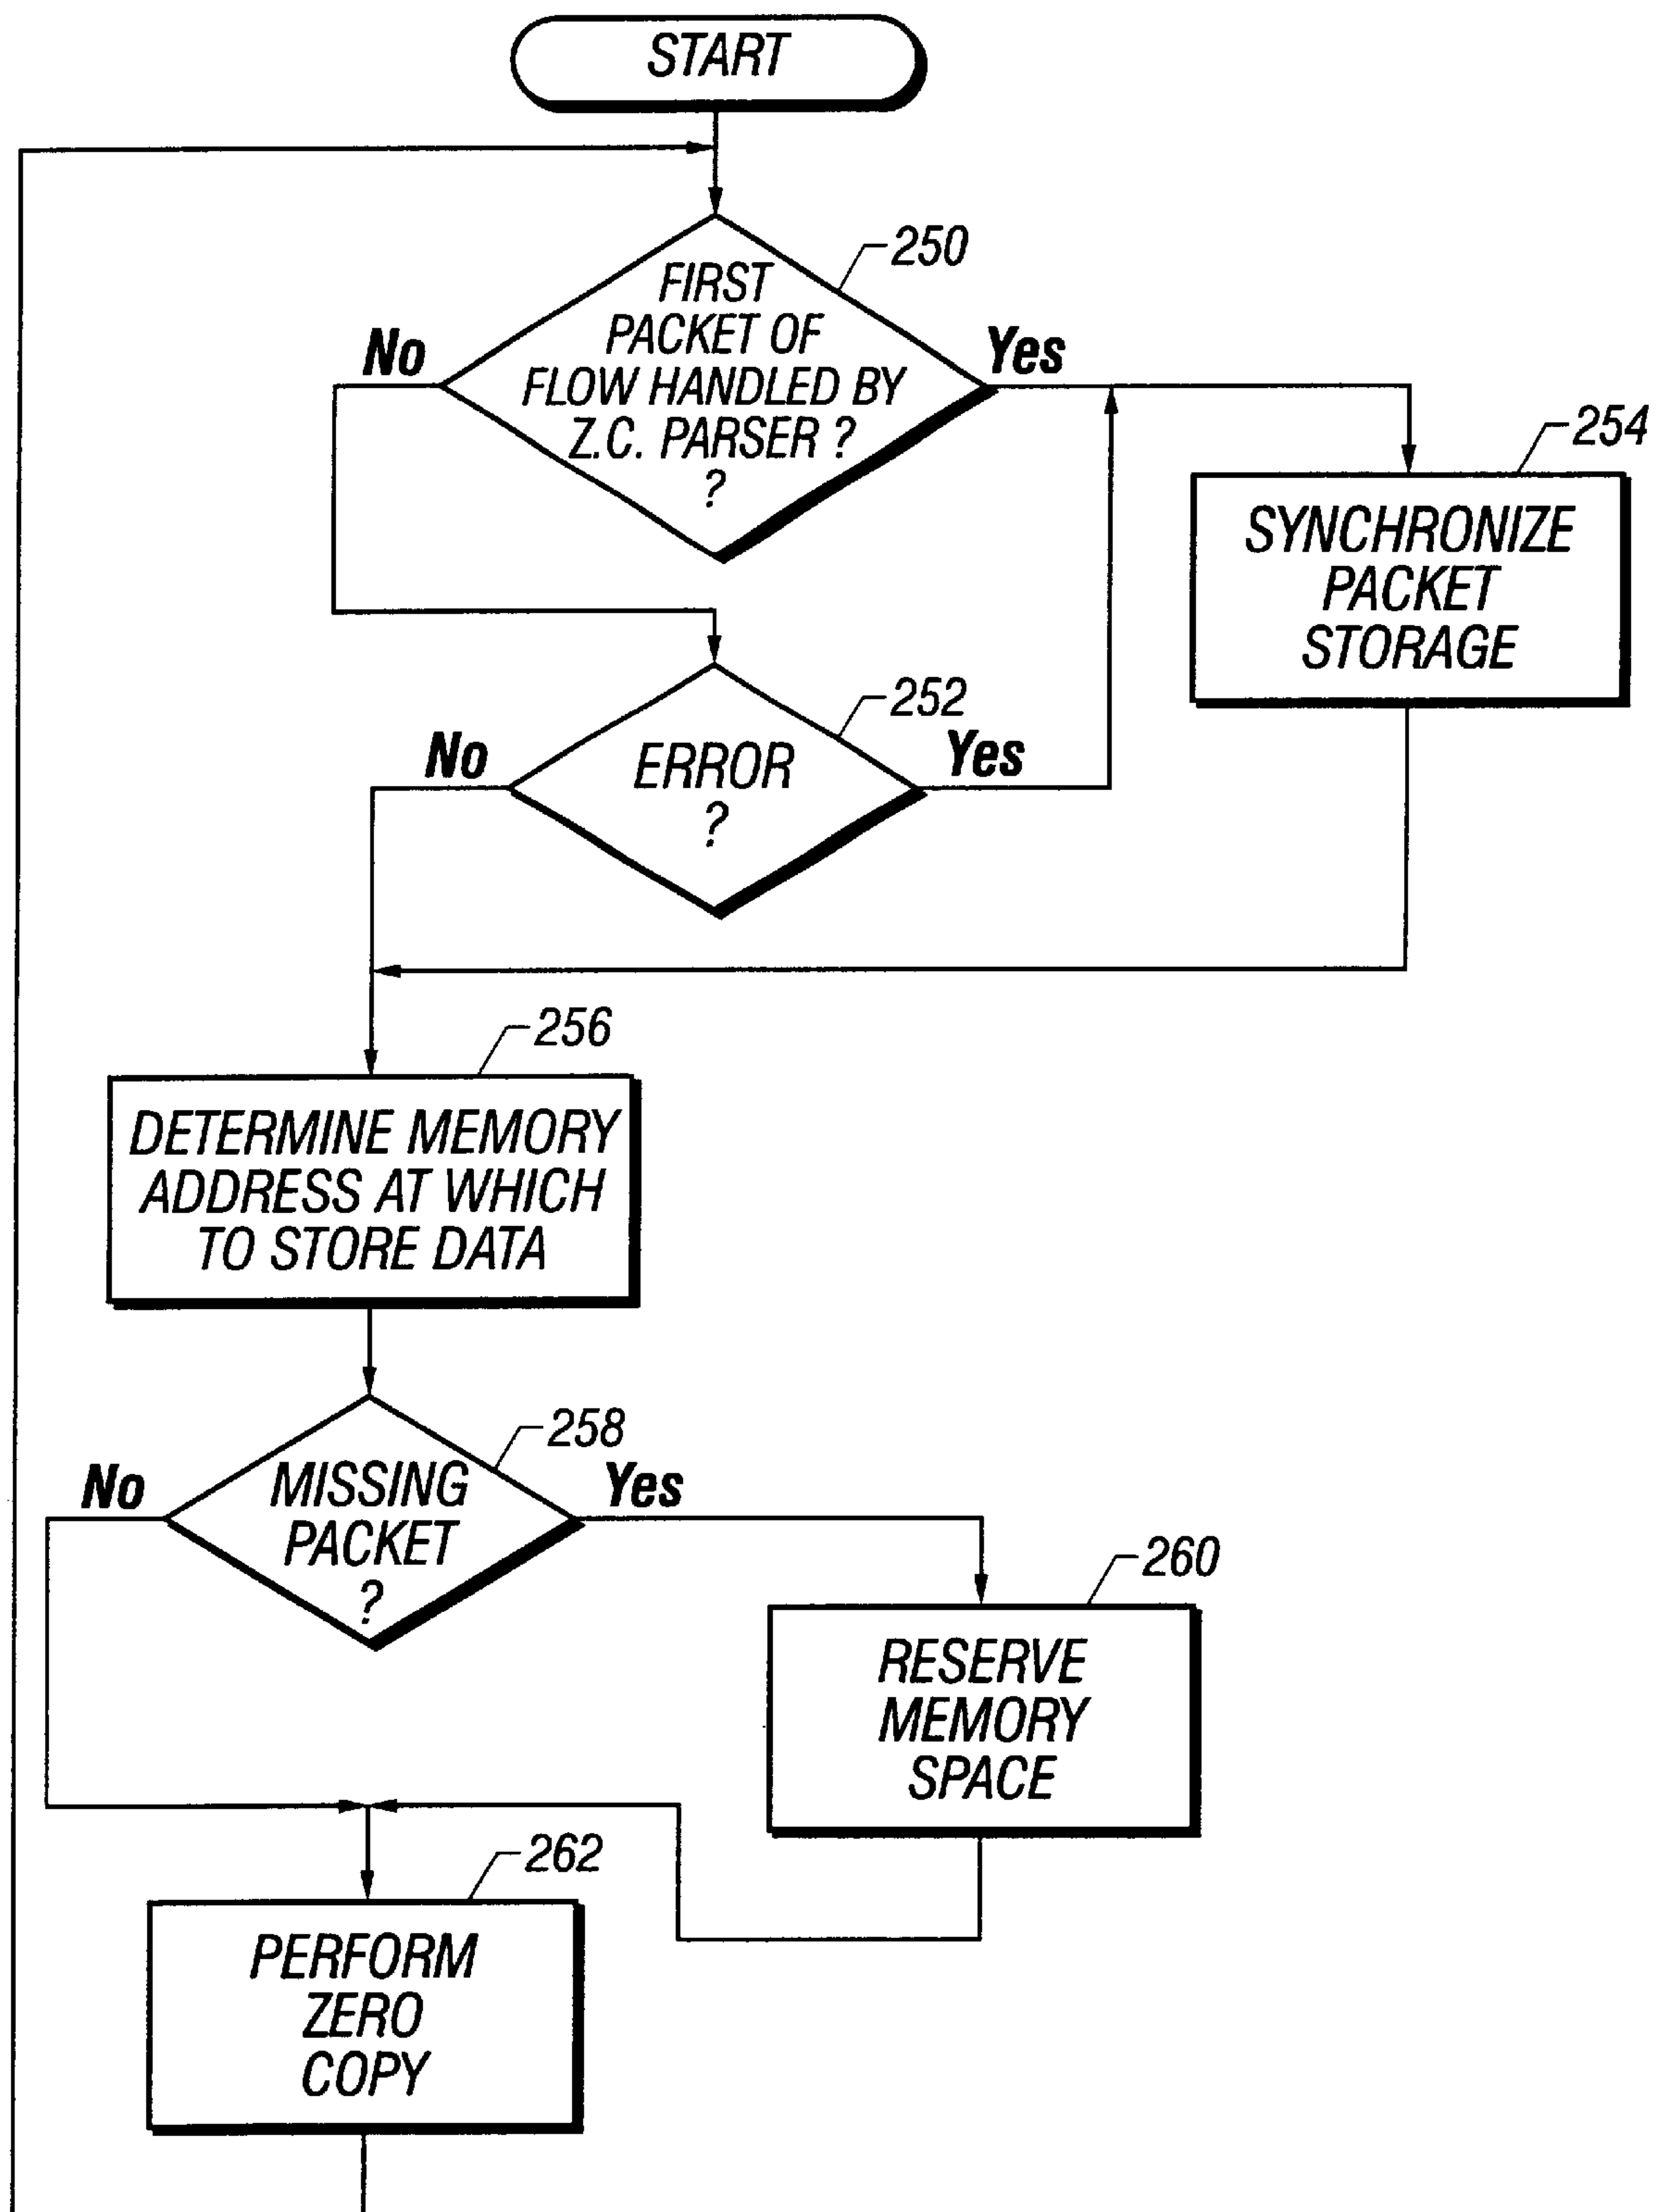 START
250
FIRST
PACKET OF
FLOW HANDLED BY
Z.C. PARSER ?
?
No
Yes
254
SYNCHRONIZE
PACKET
STORAGE
252
ERROR
?
No
Yes
256
DETERMINE MEMORY
ADDRESS AT WHICH
TO STORE DATA
258
MISSING
PACKET
?
No
Yes
260
RESERVE
MEMORY
SPACE
262
PERFORM
ZERO
COPY